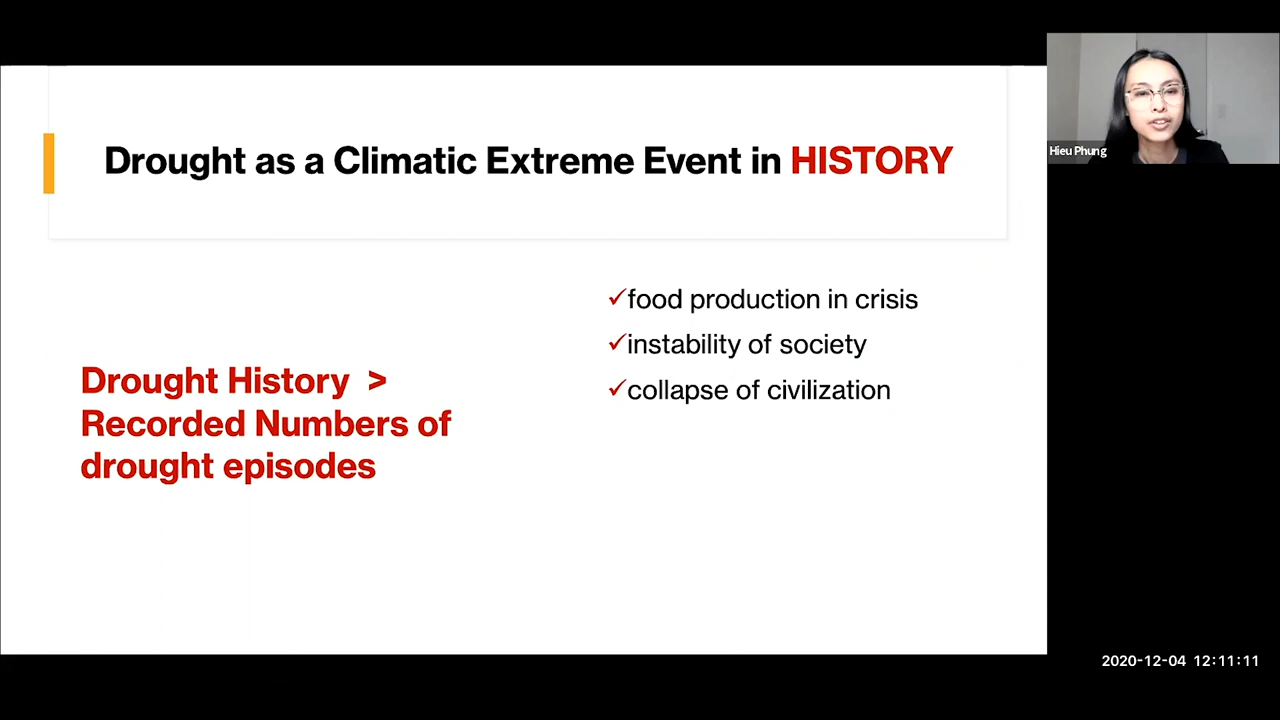 Drought as a Climatic Extreme Event in HISTORY
Hieu Phung
✓food production in crisis
✓instability of society
✓collapse of civilization
Drought History >
Recorded Numbers of
drought episodes
2020-12-04 12:11:11